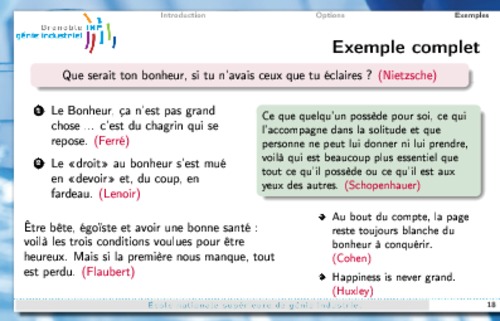 Introduction Options Exemples
Grenoble INP
génie industriel
Exemple complet
Que serait ton bonheur, si tu n'avais ceux que tu éclaires ? (Nietzsche)
1 Le Bonheur, ça n'est pas grand
chose ... c'est du chagrin qui se
repose. (Ferré)
2 Le «droit» au bonheur s'est mué
en «devoir» et, du coup, en
fardeau. (Lenoir)
Être bête, égoïste et avoir une bonne santé :
voilà les trois conditions voulues pour être
heureux. Mais si la première nous manque, tout
est perdu. (Flaubert)
Ce que quelqu'un possède pour soi, ce qui
l'accompagne dans la solitude et que
personne ne peut lui donner ni lui prendre,
voilà qui est beaucoup plus essentiel que
tout ce qu'il possède ou ce qu'il est aux
yeux des autres. (Schopenhauer)
Au bout du compte, la page
reste toujours blanche du
bonheur à conquérir.
(Cohen)
Happiness is never grand.
(Huxley)
École nationale supérieure de génie industriel
18